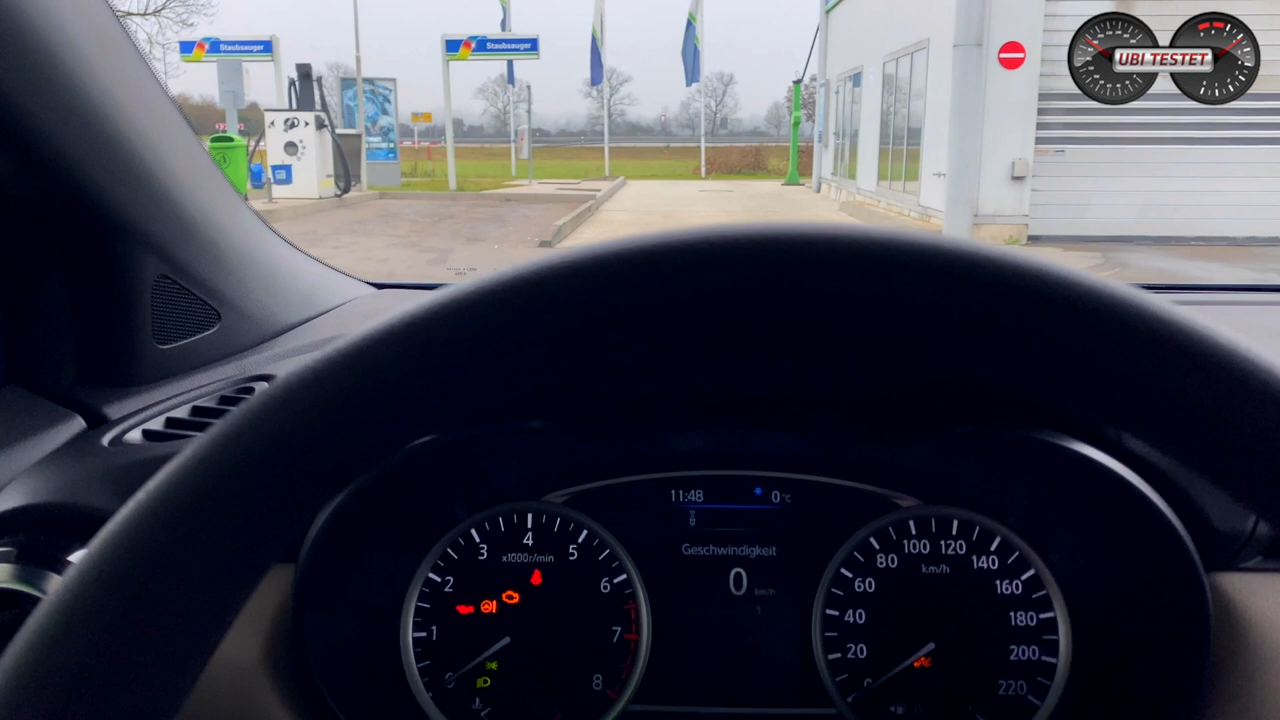 Staubsauger
Staubsauger
UBI TESTET
11:48
0 °C
Geschwindigkeit
0 km/h
x1000r/min
1
2
3
4
5
6
7
8
km/h
0
20
40
60
80
100
120
140
160
180
200
220